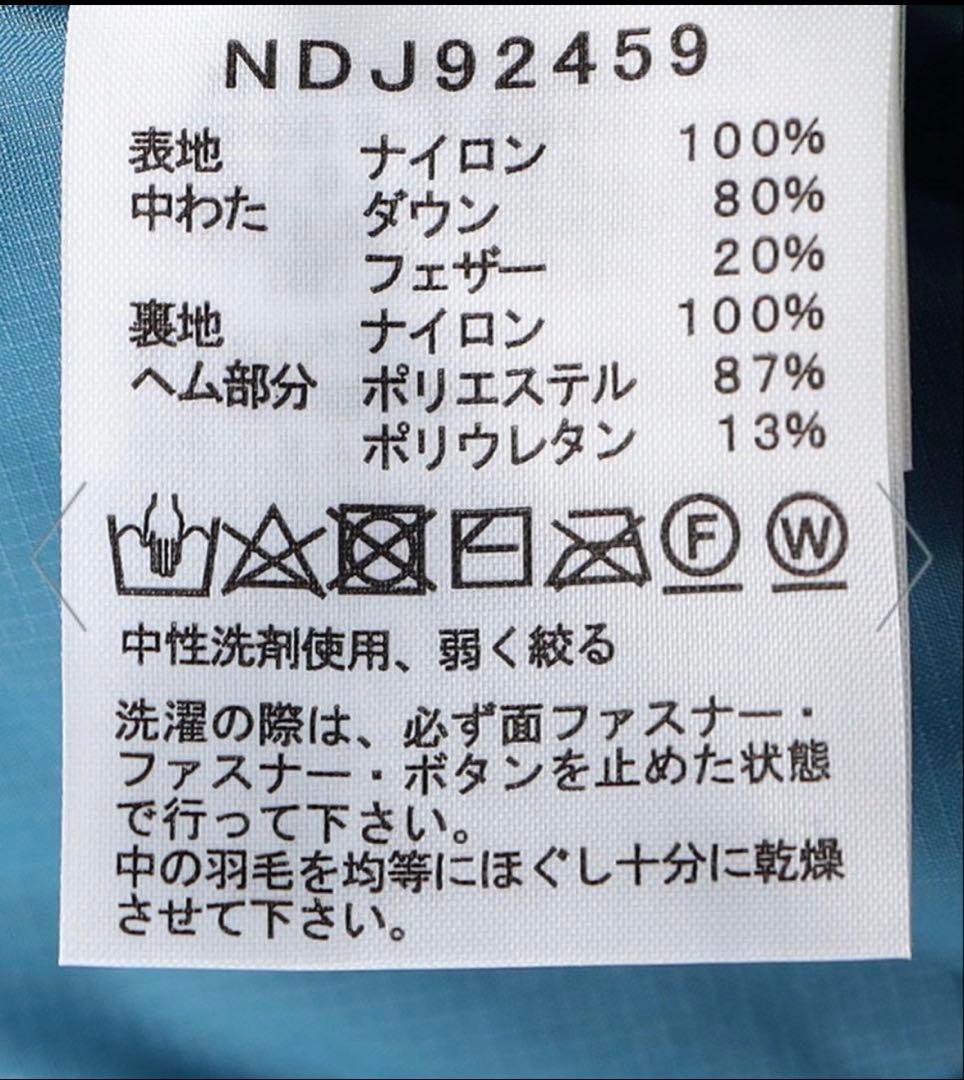 NDJ92459
表地 ナイロン 100%
中わた ダウン 80%
フェザー 20%
裏地 ナイロン 100%
ヘム部分 ポリエステル 87%
ポリウレタン 13%
F W
中性洗剤使用、弱く絞る
洗濯の際は、必ず面ファスナー・
ファスナー・ボタンを止めた状態
で行って下さい。
中の羽毛を均等にほぐし十分に乾燥
させて下さい。